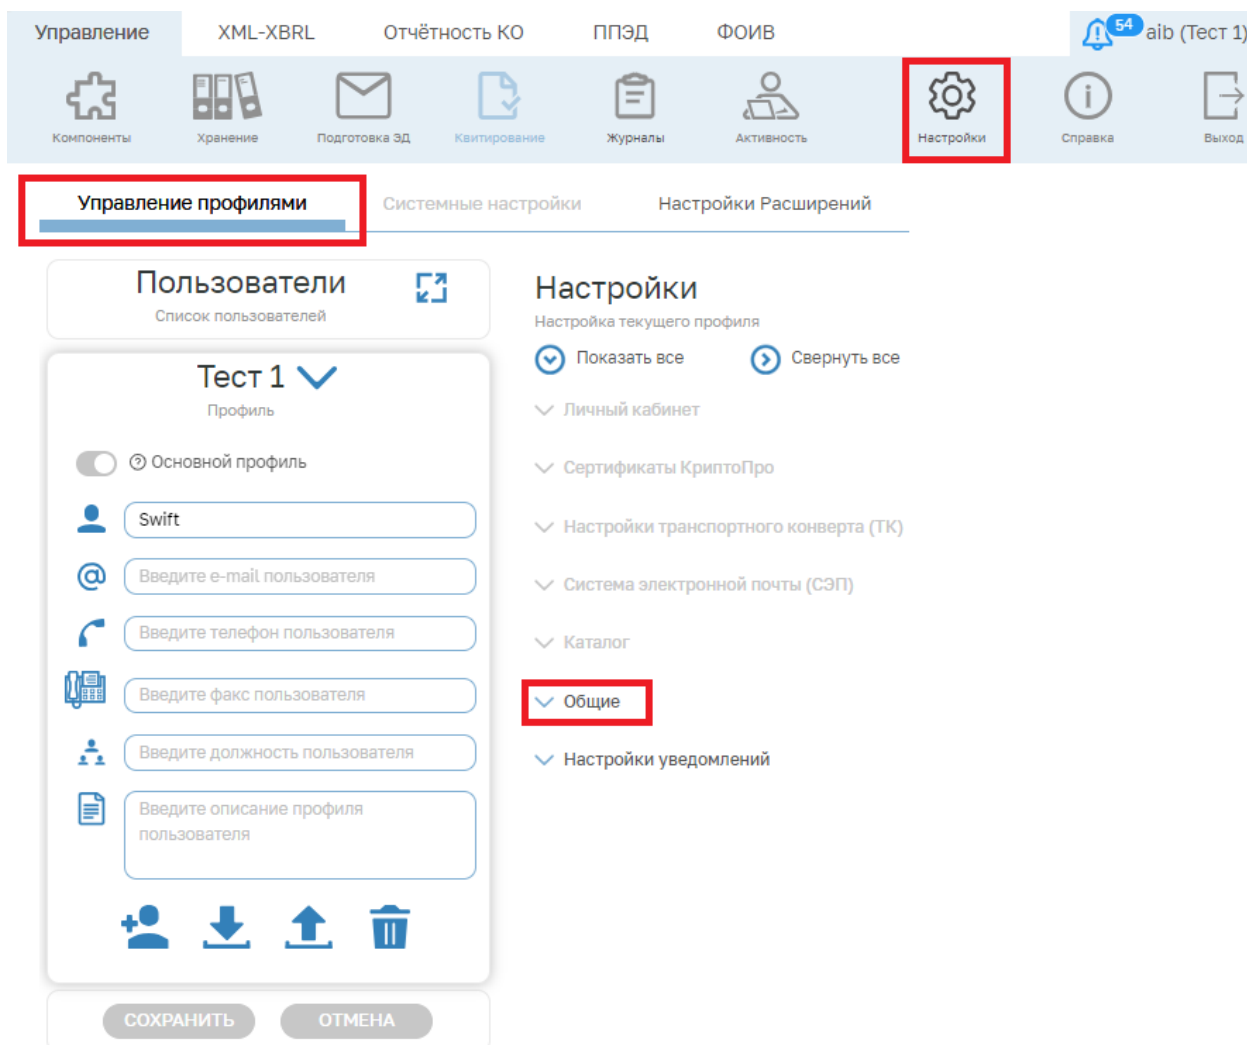 Управление XML-XBRL Отчётность КО ППЭД ФОИВ 54 aib (Тест 1)
Компоненты Хранение Подготовка ЭД Квитирование Журналы Активность Настройки Справка Выход
Управление профилями Системные настройки Настройки Расширений
Пользователи
Список пользователей
Тест 1
Профиль
Основной профиль
Swift
Введите e-mail пользователя
Введите телефон пользователя
Введите факс пользователя
Введите должность пользователя
Введите описание профиля
пользователя
СОХРАНИТЬ ОТМЕНА
Настройки
Настройка текущего профиля
Показать все Свернуть все
Личный кабинет
Сертификаты КриптоПро
Настройки транспортного конверта (ТК)
Система электронной почты (СЭП)
Каталог
Общие
Настройки уведомлений